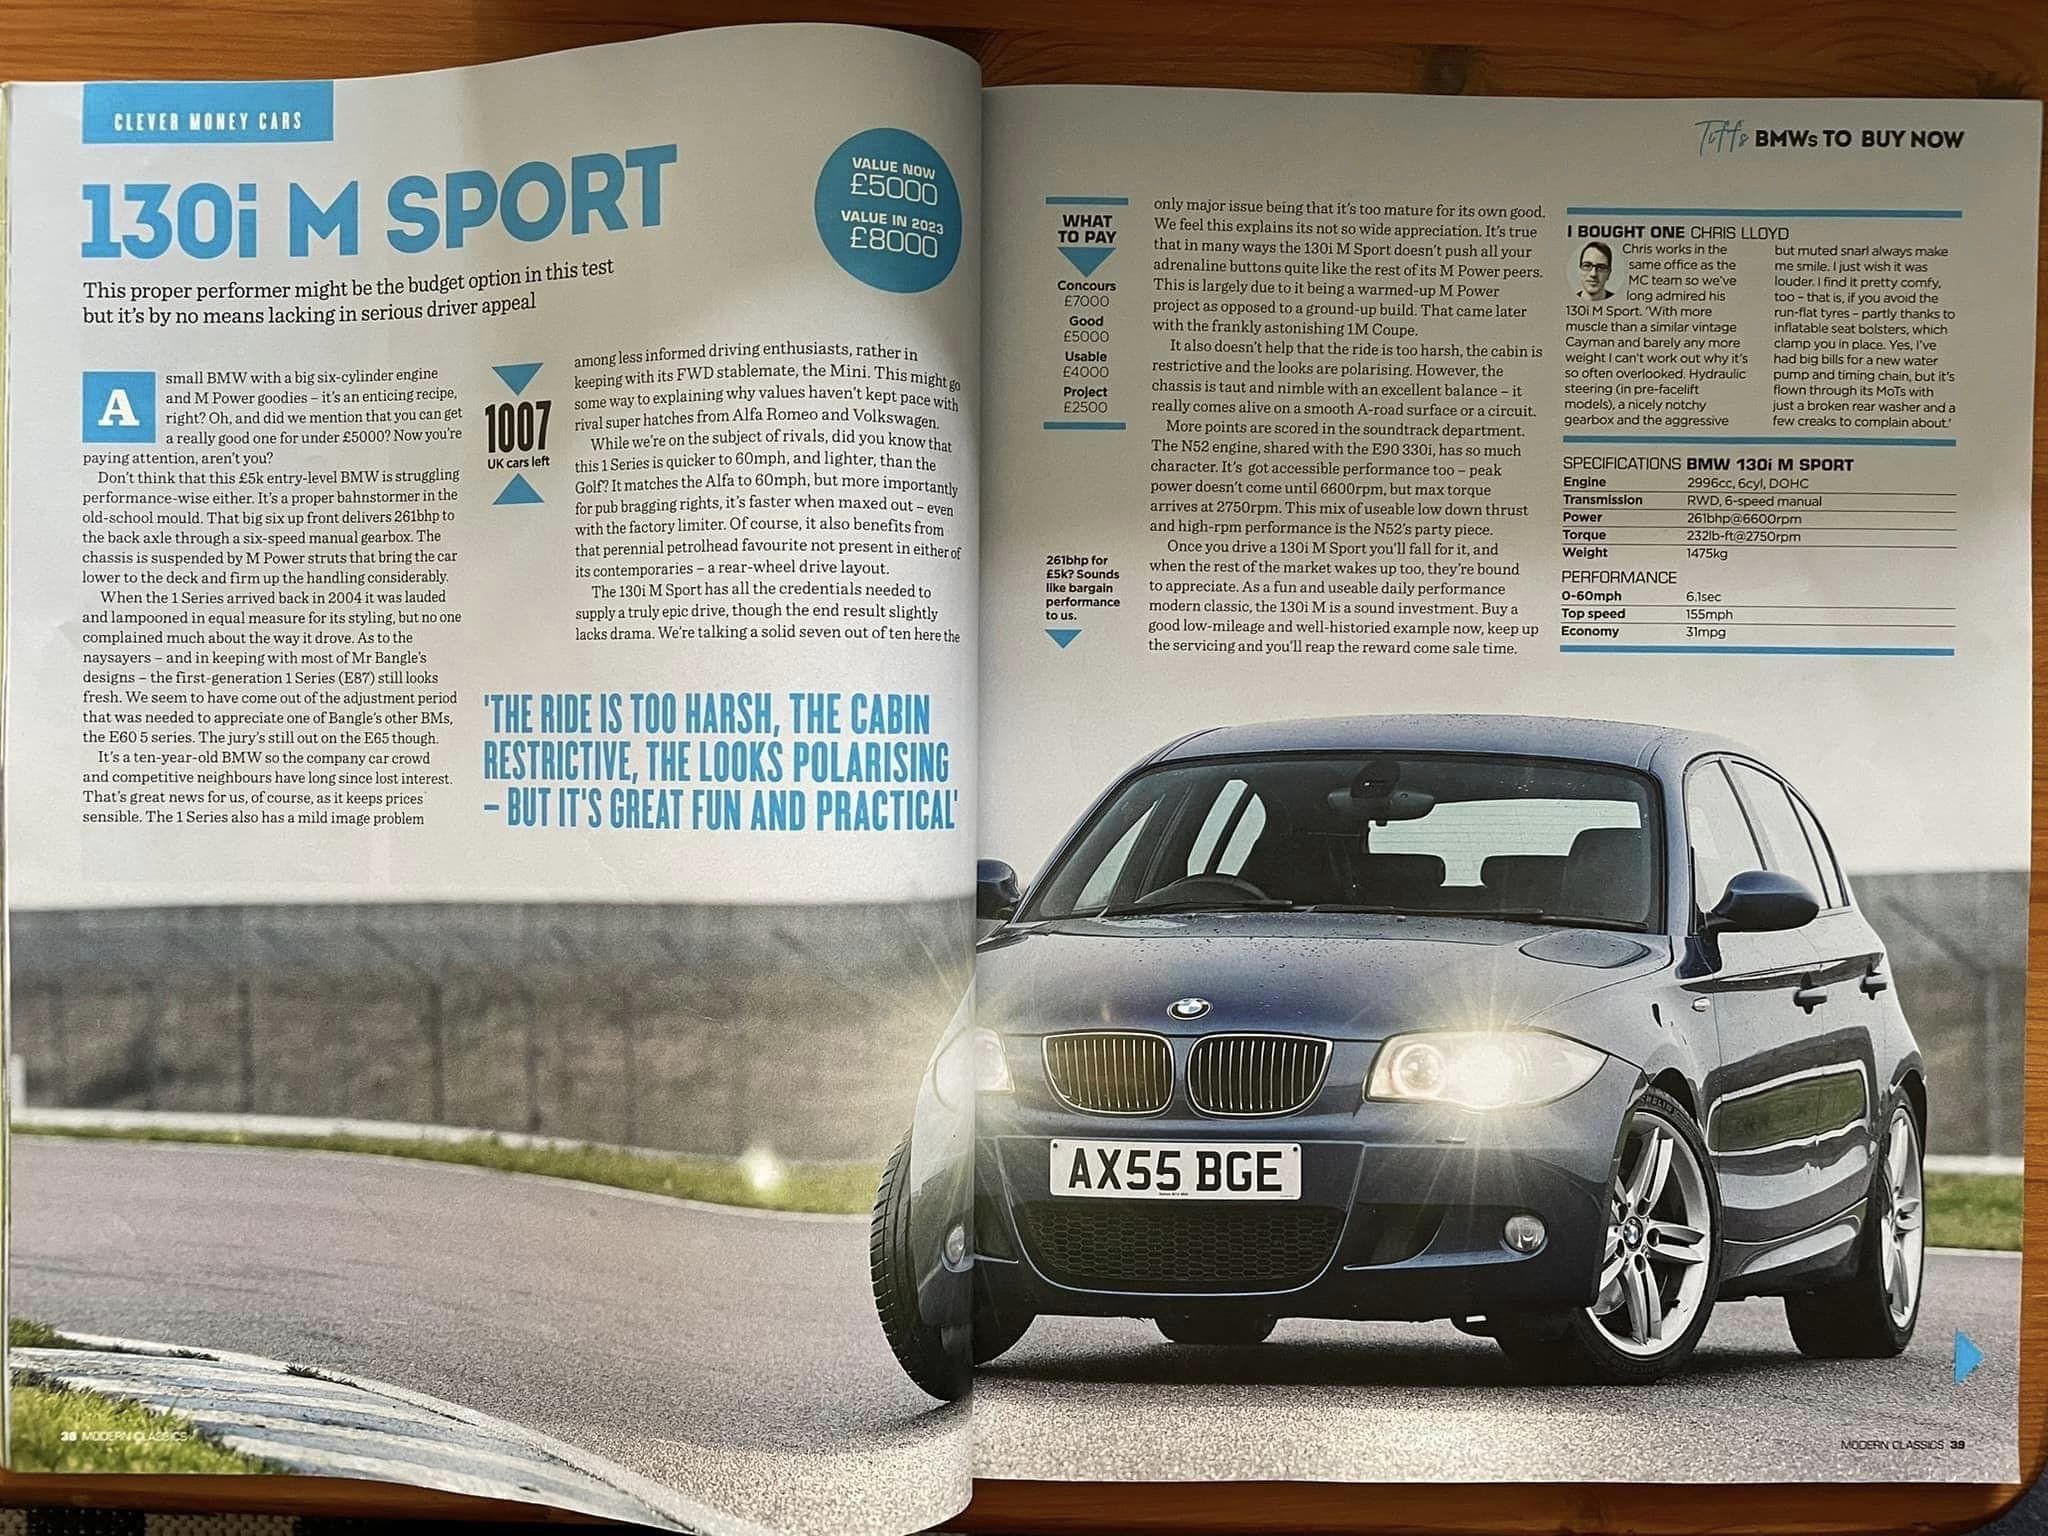 CLEVER MONEY CARS
130i M SPORT
This proper performer might be the budget option in this test
but it's by no means lacking in serious driver appeal
VALUE NOW
£5000
VALUE IN 2023
£8000
A small BMW with a big six-cylinder engine
and M Power goodies – it's an enticing recipe,
right? Oh, and did we mention that you can get
a really good one for under £5000? Now you're
paying attention, aren't you?
Don't think that this £5k entry-level BMW is struggling
performance-wise either. It's a proper bahnstormer in the
old-school mould. That big six up front delivers 261bhp to
the back axle through a six-speed manual gearbox. The
chassis is suspended by M Power struts that bring the car
lower to the deck and firm up the handling considerably.
When the 1 Series arrived back in 2004 it was lauded
and lampooned in equal measure for its styling, but no one
complained much about the way it drove. As to the
naysayers – and in keeping with most of Mr Bangle's
designs – the first-generation 1 Series (E87) still looks
fresh. We seem to have come out of the adjustment period
that was needed to appreciate one of Bangle's other BMs,
the E60 5 series. The jury's still out on the E65 though.
It's a ten-year-old BMW so the company car crowd
and competitive neighbours have long since lost interest.
That's great news for us, of course, as it keeps prices
sensible. The 1 Series also has a mild image problem
1007
UK cars left
among less informed driving enthusiasts, rather in
keeping with its FWD stablemate, the Mini. This might go
some way to explaining why values haven't kept pace with
rival super hatches from Alfa Romeo and Volkswagen.
While we're on the subject of rivals, did you know that
this 1 Series is quicker to 60mph, and lighter, than the
Golf? It matches the Alfa to 60mph, but more importantly
for pub bragging rights, it's faster when maxed out – even
with the factory limiter. Of course, it also benefits from
that perennial petrolhead favourite not present in either of
its contemporaries – a rear-wheel drive layout.
The 130i M Sport has all the credentials needed to
supply a truly epic drive, though the end result slightly
lacks drama. We're talking a solid seven out of ten here the
'THE RIDE IS TOO HARSH, THE CABIN
RESTRICTIVE, THE LOOKS POLARISING
– BUT IT'S GREAT FUN AND PRACTICAL'
38 MODERN CLASSICS
Tiff's BMWs TO BUY NOW
WHAT
TO PAY
Concours
£7000
Good
£5000
Usable
£4000
Project
£2500
261bhp for
£5k? Sounds
like bargain
performance
to us.
only major issue being that it's too mature for its own good.
We feel this explains its not so wide appreciation. It's true
that in many ways the 130i M Sport doesn't push all your
adrenaline buttons quite like the rest of its M Power peers.
This is largely due to it being a warmed-up M Power
project as opposed to a ground-up build. That came later
with the frankly astonishing 1M Coupe.
It also doesn't help that the ride is too harsh, the cabin is
restrictive and the looks are polarising. However, the
chassis is taut and nimble with an excellent balance – it
really comes alive on a smooth A-road surface or a circuit.
More points are scored in the soundtrack department.
The N52 engine, shared with the E90 330i, has so much
character. It's got accessible performance too – peak
power doesn't come until 6600rpm, but max torque
arrives at 2750rpm. This mix of useable low down thrust
and high-rpm performance is the N52's party piece.
Once you drive a 130i M Sport you'll fall for it, and
when the rest of the market wakes up too, they're bound
to appreciate. As a fun and useable daily performance
modern classic, the 130i M is a sound investment. Buy a
good low-mileage and well-historied example now, keep up
the servicing and you'll reap the reward come sale time.
I BOUGHT ONE CHRIS LLOYD
Chris works in the
same office as the
MC team so we've
long admired his
130i M Sport. 'With more
muscle than a similar vintage
Cayman and barely any more
weight I can't work out why it's
so often overlooked. Hydraulic
steering (in pre-facelift
models), a nicely notchy
gearbox and the aggressive
but muted snarl always make
me smile. I just wish it was
louder. I find it pretty comfy,
too – that is, if you avoid the
run-flat tyres – partly thanks to
inflatable seat bolsters, which
clamp you in place. Yes, I've
had big bills for a new water
pump and timing chain, but it's
flown through its MoTs with
just a broken rear washer and a
few creaks to complain about.'
SPECIFICATIONS BMW 130i M SPORT
Engine 2996cc, 6cyl, DOHC
Transmission RWD, 6-speed manual
Power 261bhp@6600rpm
Torque 232lb-ft@2750rpm
Weight 1475kg
PERFORMANCE
0-60mph 6.1sec
Top speed 155mph
Economy 31mpg
AX55 BGE
MODERN CLASSICS 39